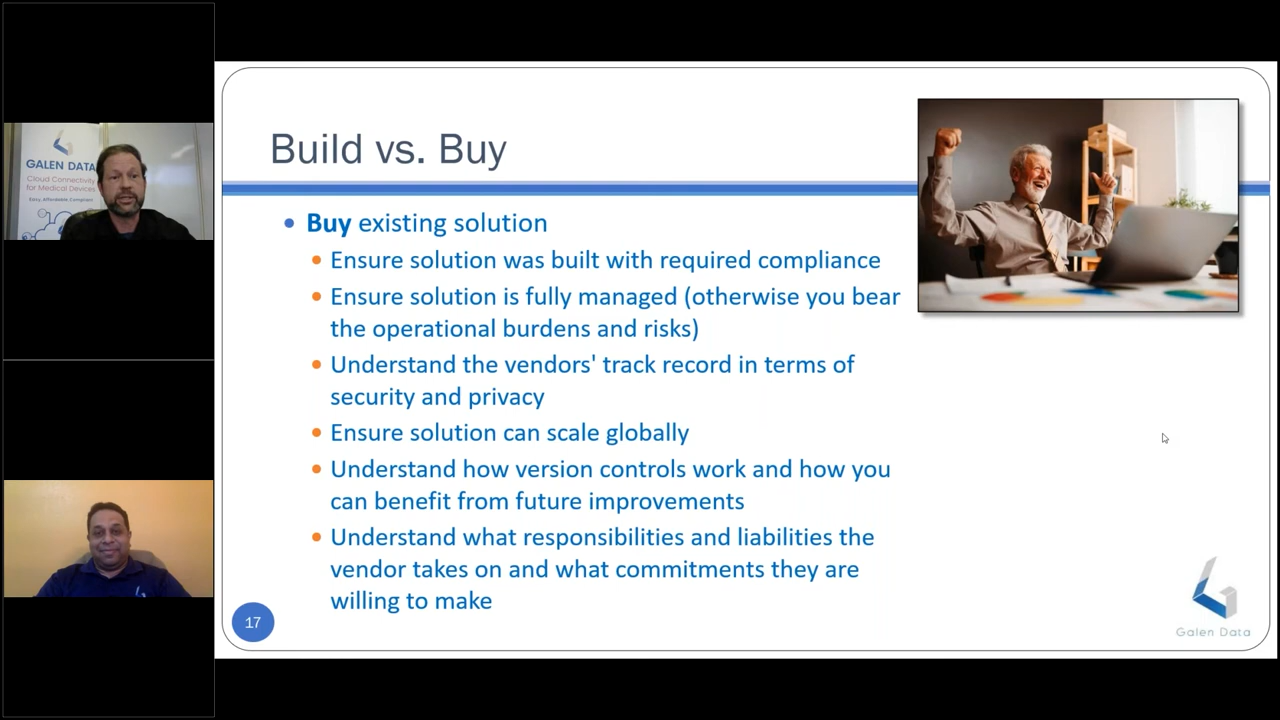 GALEN DATA
Cloud Connectivity
for Medical Devices
Easy. Affordable. Compliant.
Build vs. Buy
• Buy existing solution
• Ensure solution was built with required compliance
• Ensure solution is fully managed (otherwise you bear
the operational burdens and risks)
• Understand the vendors' track record in terms of
security and privacy
• Ensure solution can scale globally
• Understand how version controls work and how you
can benefit from future improvements
• Understand what responsibilities and liabilities the
vendor takes on and what commitments they are
willing to make
17
Galen Data